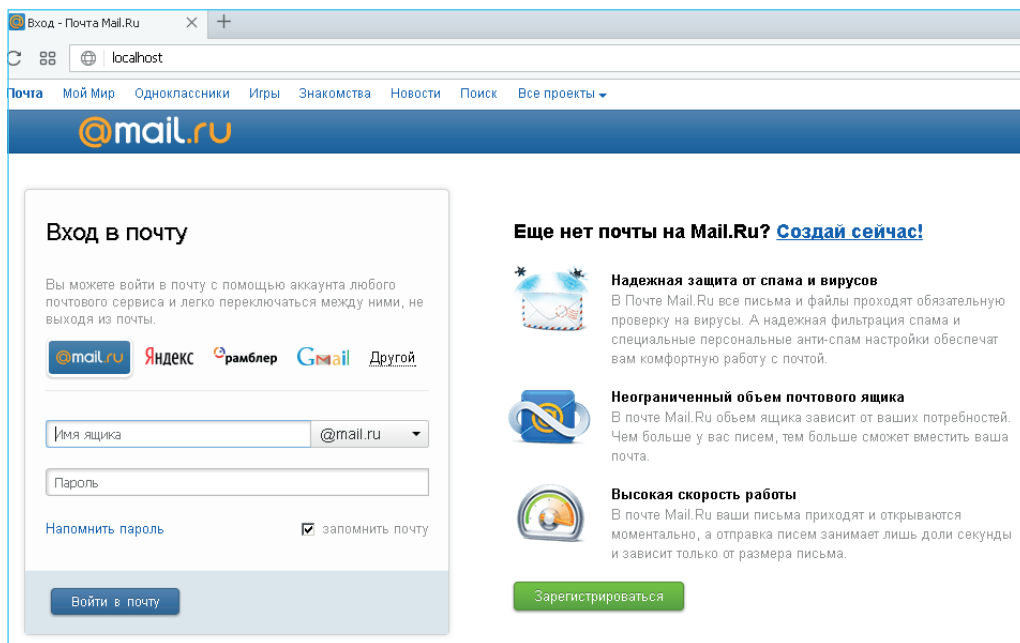 Вход - Почта Mail.Ru
localhost
Почта Мой Мир Одноклассники Игры Знакомства Новости Поиск Все проекты
@mail.ru
Вход в почту
Вы можете войти в почту с помощью аккаунта любого
почтового сервиса и легко переключаться между ними, не
выходя из почты.
@mail.ru Яндекс Рамблер Gmail Другой
Имя ящика @mail.ru
Пароль
Напомнить пароль запомнить почту
Войти в почту
Еще нет почты на Mail.Ru? Создай сейчас!
Надежная защита от спама и вирусов
В Почте Mail.Ru все письма и файлы проходят обязательную
проверку на вирусы. А надежная фильтрация спама и
специальные персональные анти-спам настройки обеспечат
вам комфортную работу с почтой.
Неограниченный объем почтового ящика
В почте Mail.Ru объем ящика зависит от ваших потребностей.
Чем больше у вас писем, тем больше сможет вместить ваша
почта.
Высокая скорость работы
В почте Mail.Ru ваши письма приходят и открываются
моментально, а отправка писем занимает лишь доли секунды
и зависит только от размера письма.
Зарегистрироваться